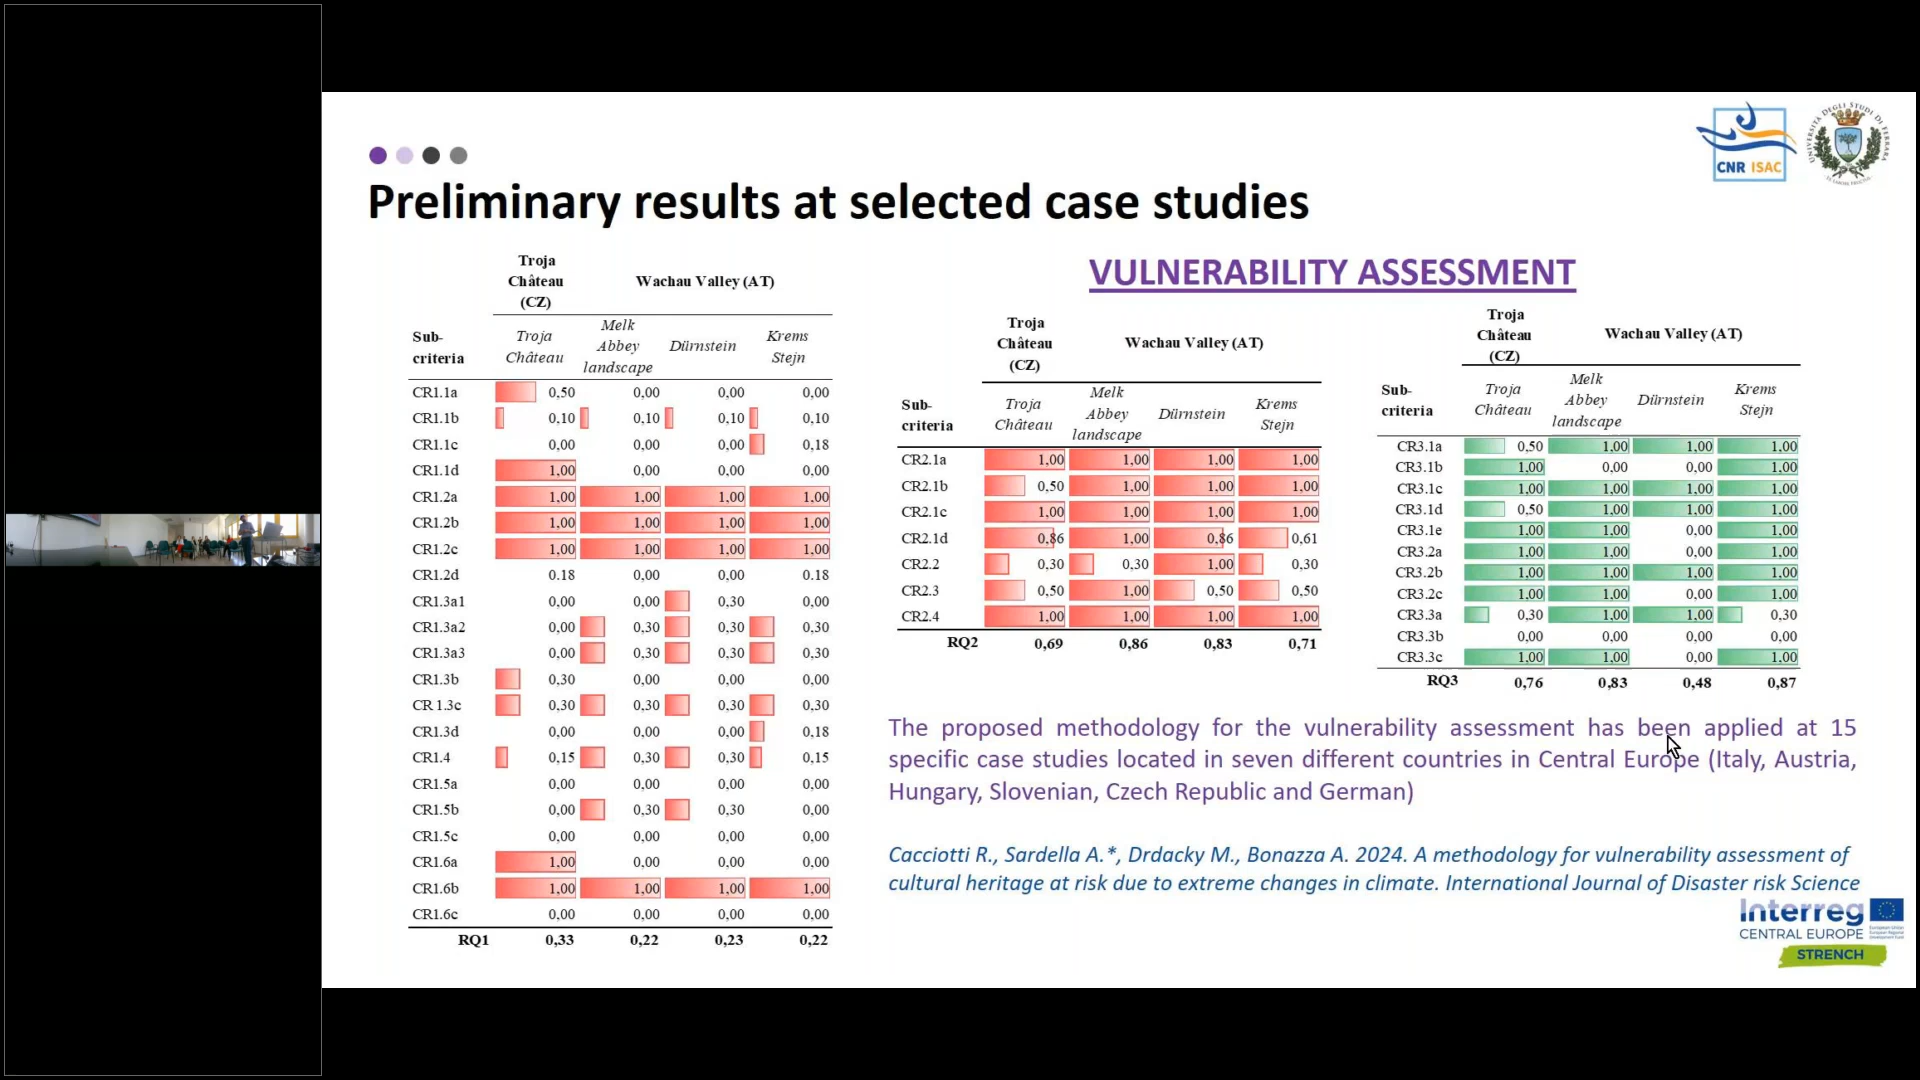 CNR ISAC
UNIVERSITÀ DEGLI STUDI DI FERRARA
Preliminary results at selected case studies
VULNERABILITY ASSESSMENT
Troja
Château
(CZ)
Wachau Valley (AT)
Sub-
criteria
Troja
Château
Melk
Abbey
landscape
Dürnstein
Krems
Stejn
CR1.1a 0,50 0,00 0,00 0,00
CR1.1b 0,10 0,10 0,10 0,10
CR1.1c 0,00 0,00 0,00 0,18
CR1.1d 1,00 0,00 0,00 0,00
CR1.2a 1,00 1,00 1,00 1,00
CR1.2b 1,00 1,00 1,00 1,00
CR1.2c 1,00 1,00 1,00 1,00
CR1.2d 0.18 0,00 0,00 0.18
CR1.3a1 0,00 0,00 0,30 0,00
CR1.3a2 0,00 0,30 0,30 0,30
CR1.3a3 0,00 0,30 0,30 0,30
CR1.3b 0,30 0,00 0,00 0,00
CR 1.3c 0,30 0,30 0,30 0,30
CR1.3d 0,00 0,00 0,00 0,18
CR1.4 0,15 0,30 0,30 0,15
CR1.5a 0,00 0,00 0,00 0,00
CR1.5b 0,00 0,30 0,30 0,00
CR1.5c 0,00 0,00 0,00 0,00
CR1.6a 1,00 0,00 0,00 0,00
CR1.6b 1,00 1,00 1,00 1,00
CR1.6c 0,00 0,00 0,00 0,00
RQ1 0,33 0,22 0,23 0,22
Troja
Château
(CZ)
Wachau Valley (AT)
Sub-
criteria
Troja
Château
Melk
Abbey
landscape
Dürnstein
Krems
Stejn
CR2.1a 1,00 1,00 1,00 1,00
CR2.1b 0,50 1,00 1,00 1,00
CR2.1c 1,00 1,00 1,00 1,00
CR2.1d 0,86 1,00 0,86 0,61
CR2.2 0,30 0,30 1,00 0,30
CR2.3 0,50 1,00 0,50 0,50
CR2.4 1,00 1,00 1,00 1,00
RQ2 0,69 0,86 0,83 0,71
Troja
Château
(CZ)
Wachau Valley (AT)
Sub-
criteria
Troja
Château
Melk
Abbey
landscape
Dürnstein
Krems
Stejn
CR3.1a 0,50 1,00 1,00 1,00
CR3.1b 1,00 0,00 0,00 1,00
CR3.1c 1,00 1,00 1,00 1,00
CR3.1d 0,50 1,00 1,00 1,00
CR3.1e 1,00 1,00 0,00 1,00
CR3.2a 1,00 1,00 0,00 1,00
CR3.2b 1,00 1,00 1,00 1,00
CR3.2c 1,00 1,00 0,00 1,00
CR3.3a 0,30 1,00 1,00 0,30
CR3.3b 0,00 0,00 0,00 0,00
CR3.3c 1,00 1,00 0,00 1,00
RQ3 0,76 0,83 0,48 0,87
The proposed methodology for the vulnerability assessment has been applied at 15
specific case studies located in seven different countries in Central Europe (Italy, Austria,
Hungary, Slovenian, Czech Republic and German)
Cacciotti R., Sardella A.*, Drdacky M., Bonazza A. 2024. A methodology for vulnerability assessment of
cultural heritage at risk due to extreme changes in climate. International Journal of Disaster risk Science
Interreg
CENTRAL EUROPE
STRENCH